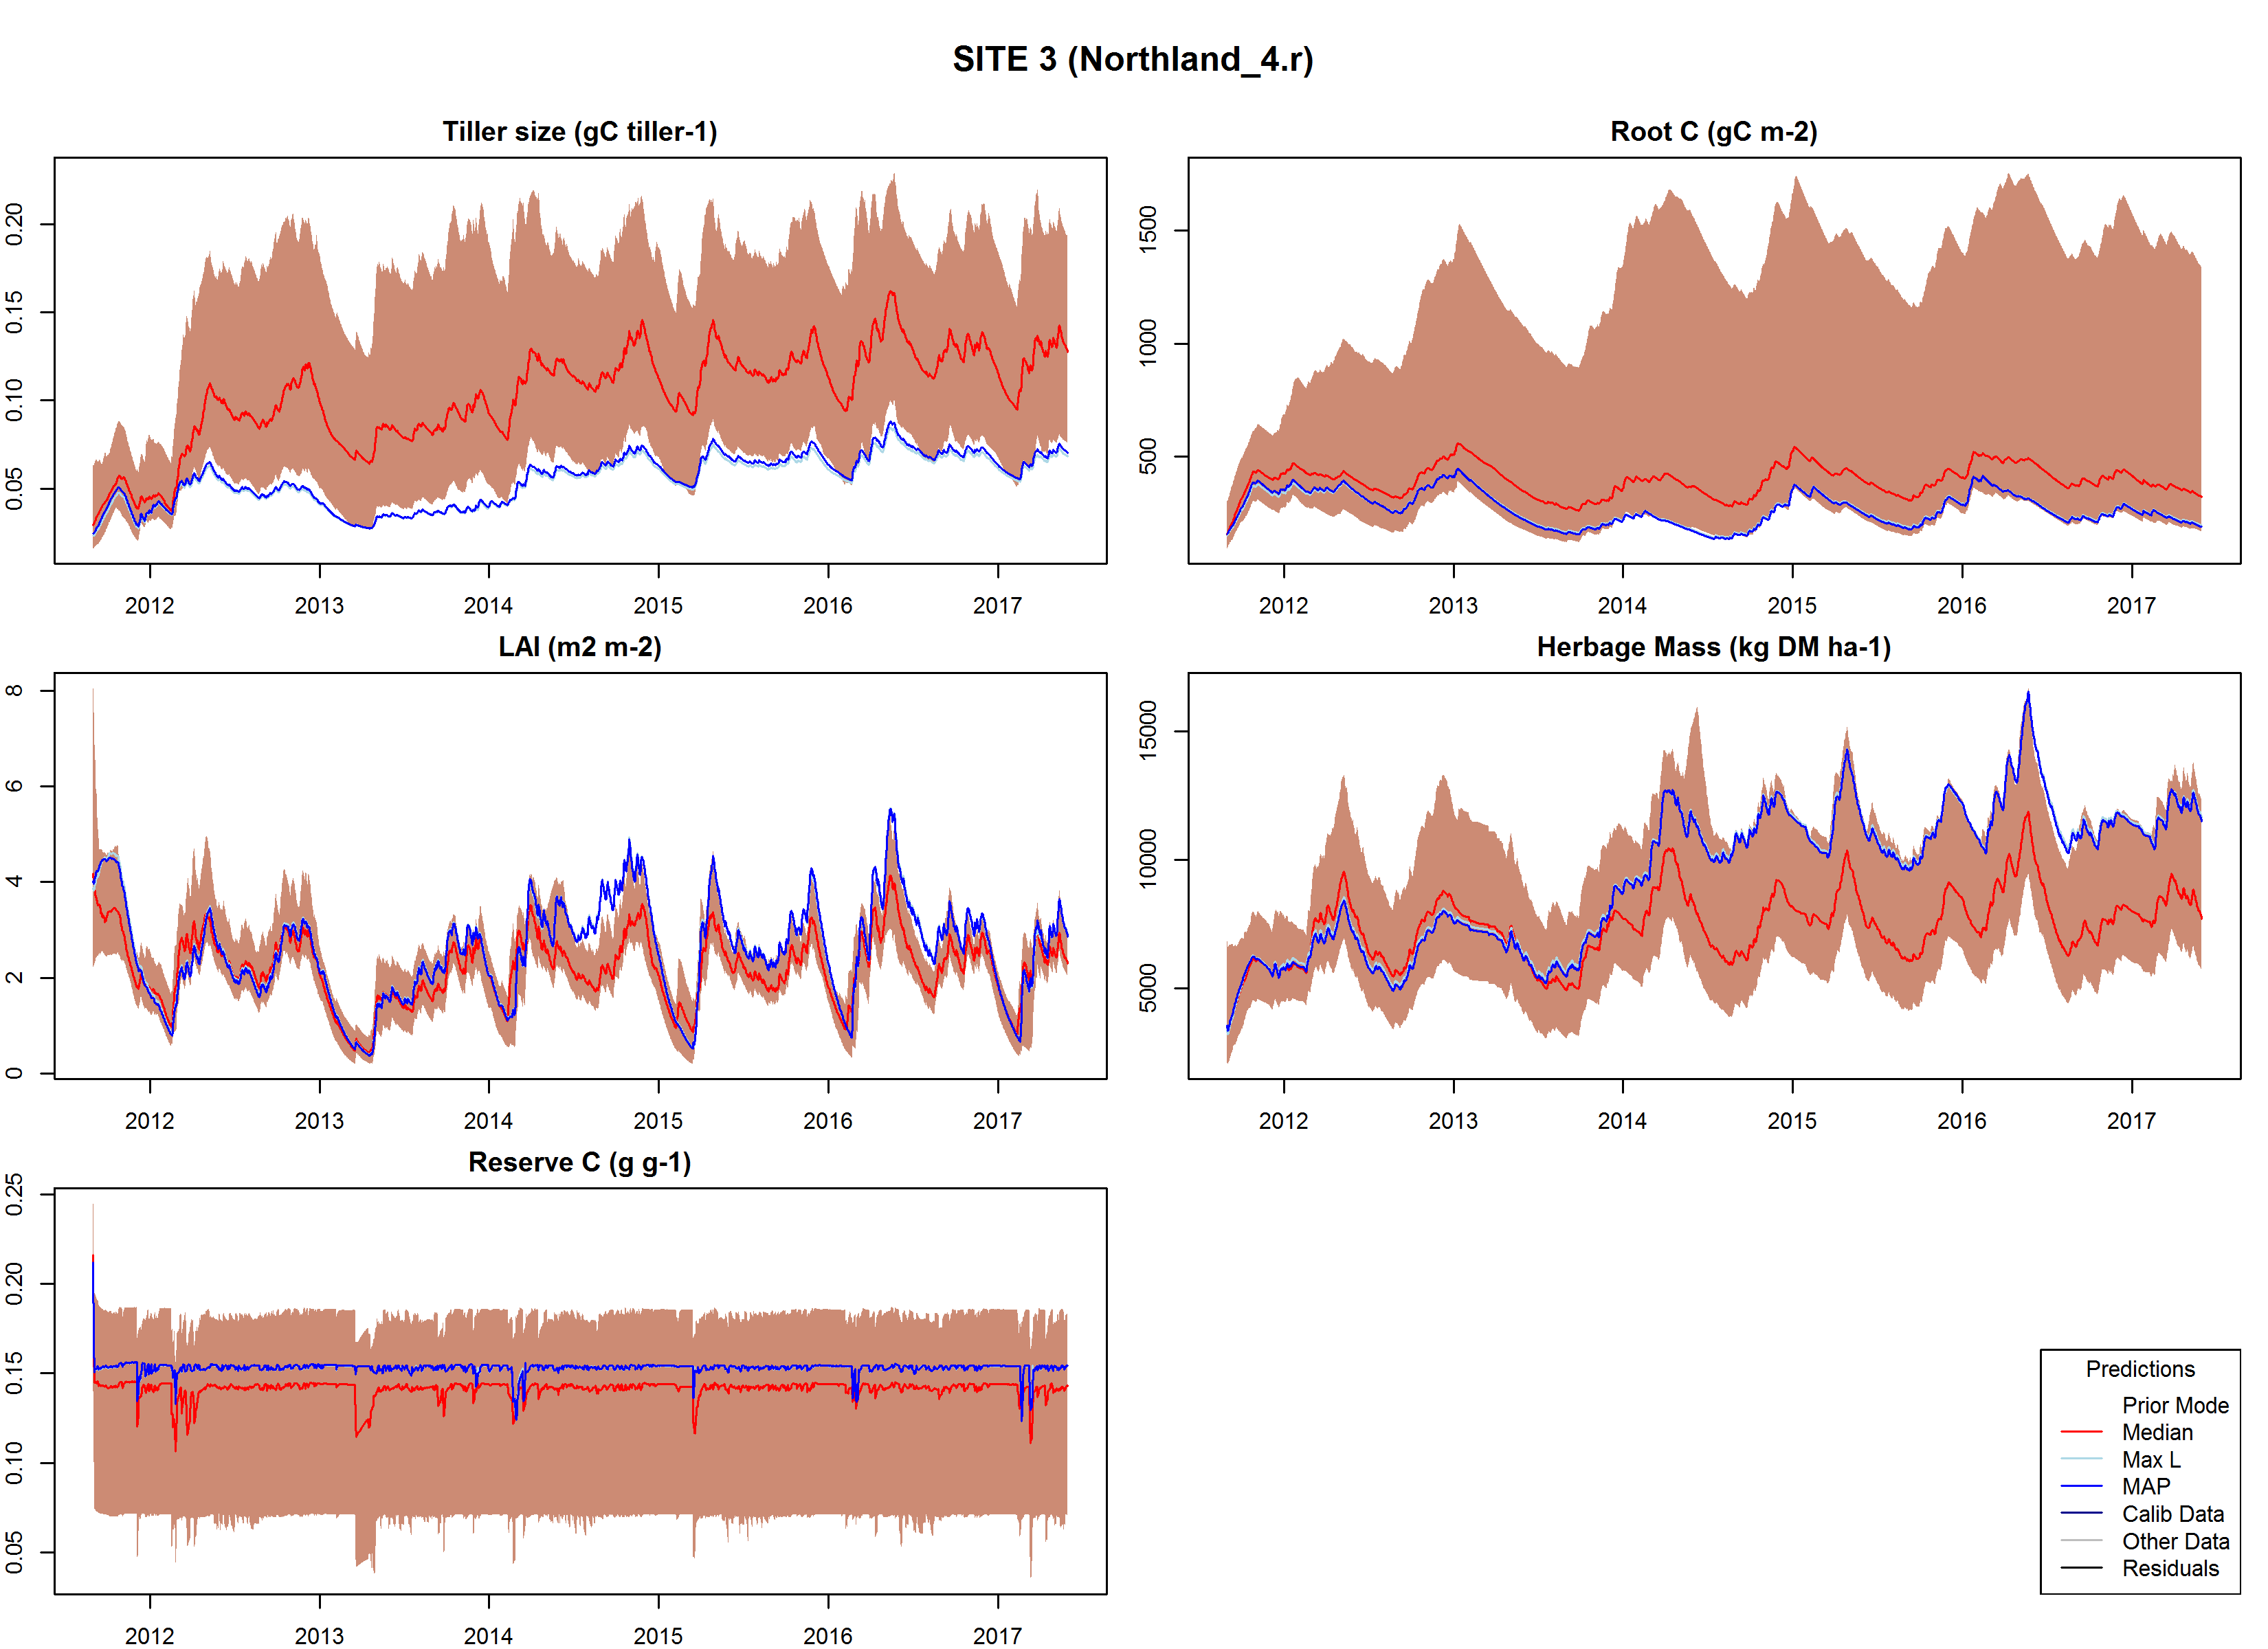 SITE 3 (Northland_4.r)
Tiller size (gC tiller-1)
0.20
0.15
0.10
0.05
2012 2013 2014 2015 2016 2017
Root C (gC m-2)
1500
1000
500
2012 2013 2014 2015 2016 2017
LAI (m2 m-2)
8
6
4
2
0
2012 2013 2014 2015 2016 2017
Herbage Mass (kg DM ha-1)
15000
10000
5000
2012 2013 2014 2015 2016 2017
Reserve C (g g-1)
0.25
0.20
0.15
0.10
0.05
2012 2013 2014 2015 2016 2017
Predictions
Prior Mode
Median
Max L
MAP
Calib Data
Other Data
Residuals